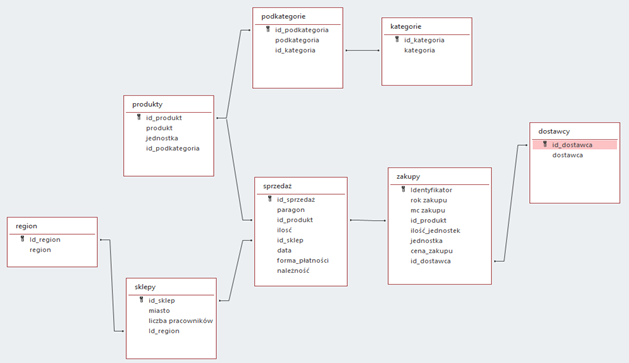 podkategorie
id_podkategoria
podkategoria
id_kategoria
kategorie
id_kategoria
kategoria
produkty
id_produkt
produkt
jednostka
id_podkategoria
dostawcy
id_dostawca
dostawca
sprzedaż
id_sprzedaż
paragon
id_produkt
ilość
id_sklep
data
forma_płatności
należność
zakupy
Identyfikator
rok zakupu
mc zakupu
id_produkt
ilość_jednostek
jednostka
cena_zakupu
id_dostawca
region
Id_region
region
sklepy
id_sklep
miasto
liczba pracowników
Id_region